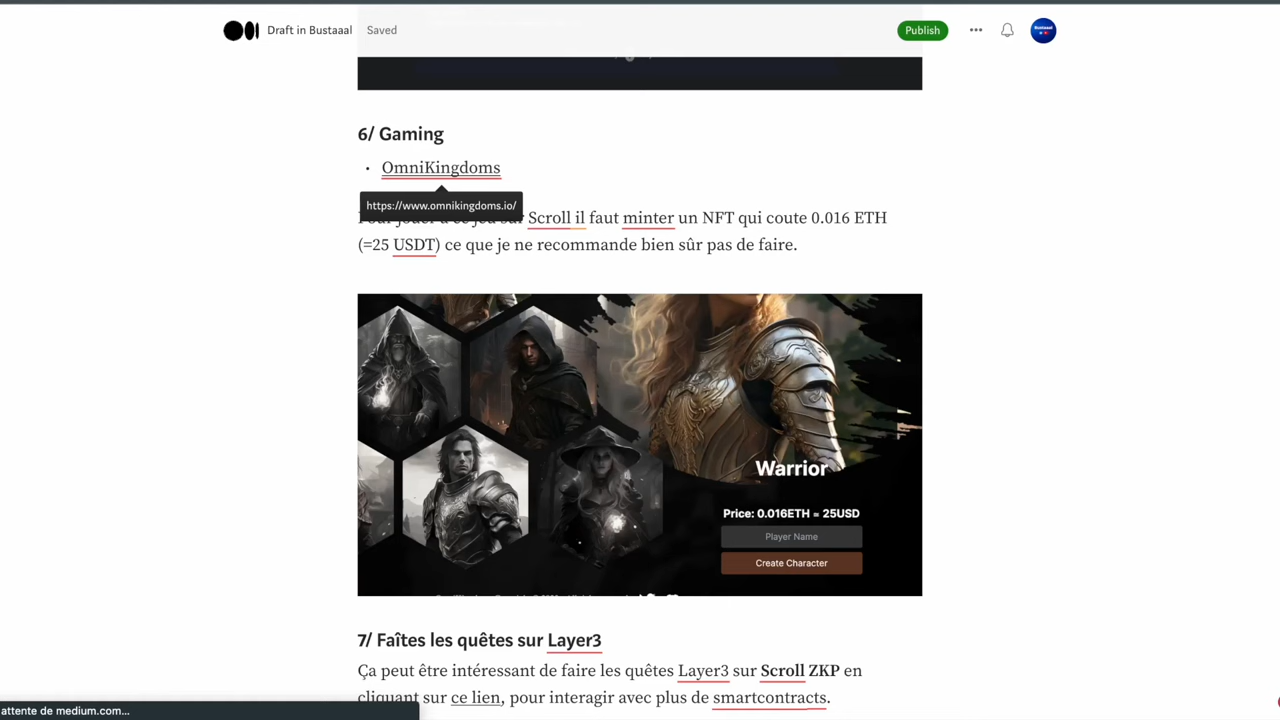 Draft in Bustaaal Saved Publish
6/ Gaming
OmniKingdoms
https://www.omnikingdoms.io/
Scroll il faut minter un NFT qui coute 0.016 ETH
(=25 USDT) ce que je ne recommande bien sûr pas de faire.
Warrior
Price: 0.016ETH = 25USD
Player Name
Create Character
7/ Faîtes les quêtes sur Layer3
Ça peut être intéressant de faire les quêtes Layer3 sur Scroll ZKP en
cliquant sur ce lien, pour interagir avec plus de smartcontracts.
attente de medium.com...